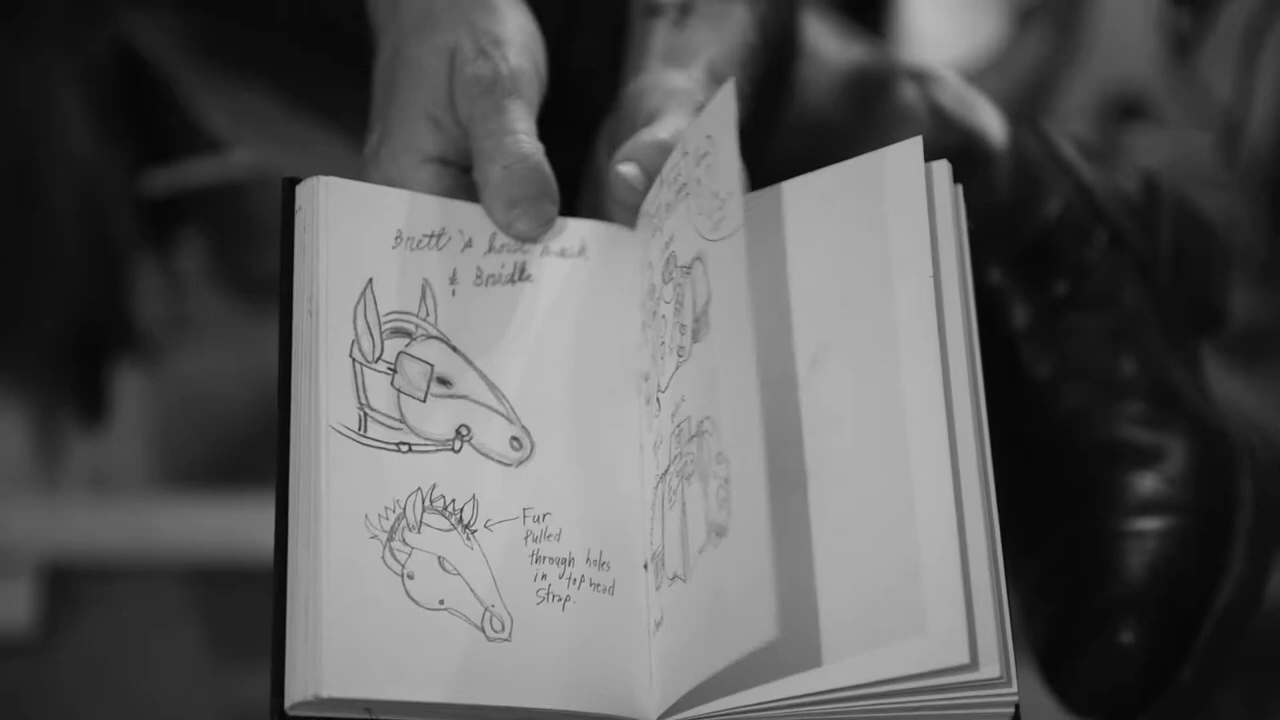 Brett's horse mask
& Bridle
Fur
Pulled
through holes
in top head
Strap.